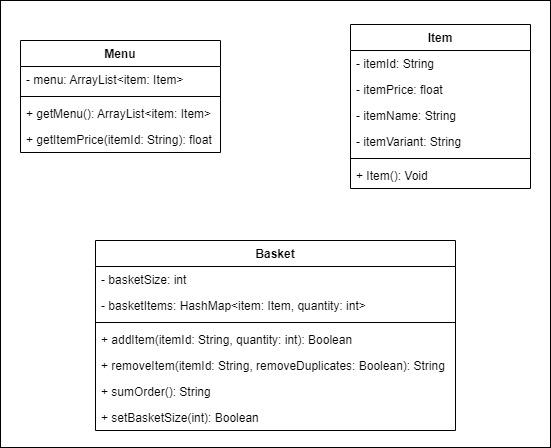 Menu
- menu: ArrayList<item: Item>
+ getMenu(): ArrayList<item: Item>
+ getItemPrice(itemId: String): float
Item
- itemId: String
- itemPrice: float
- itemName: String
- itemVariant: String
+ Item(): Void
Basket
- basketSize: int
- basketItems: HashMap<item: Item, quantity: int>
+ addItem(itemId: String, quantity: int): Boolean
+ removeItem(itemId: String, removeDuplicates: Boolean): String
+ sumOrder(): String
+ setBasketSize(int): Boolean